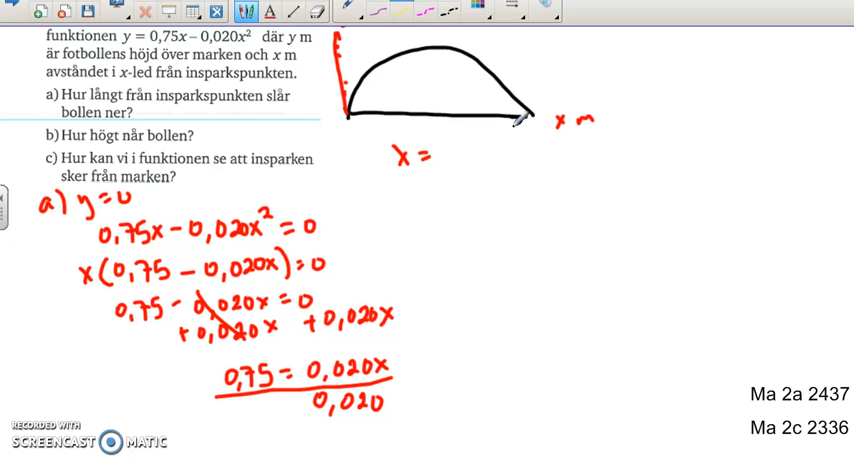 funktionen y = 0,75x – 0,020x² där y m
är fotbollens höjd över marken och x m
avståndet i x-led från insparkspunkten.
a) Hur långt från insparkspunkten slår
bollen ner?
b) Hur högt når bollen?
c) Hur kan vi i funktionen se att insparken
sker från marken?
x m
x =
a) y = 0
0,75x – 0,020x² = 0
x(0,75 – 0,020x) = 0
0,75 – 0,020x = 0
+ 0,020x + 0,020x
0,75 = 0,020x
0,020
Ma 2a 2437
Ma 2c 2336
RECORDED WITH
SCREENCAST MATIC